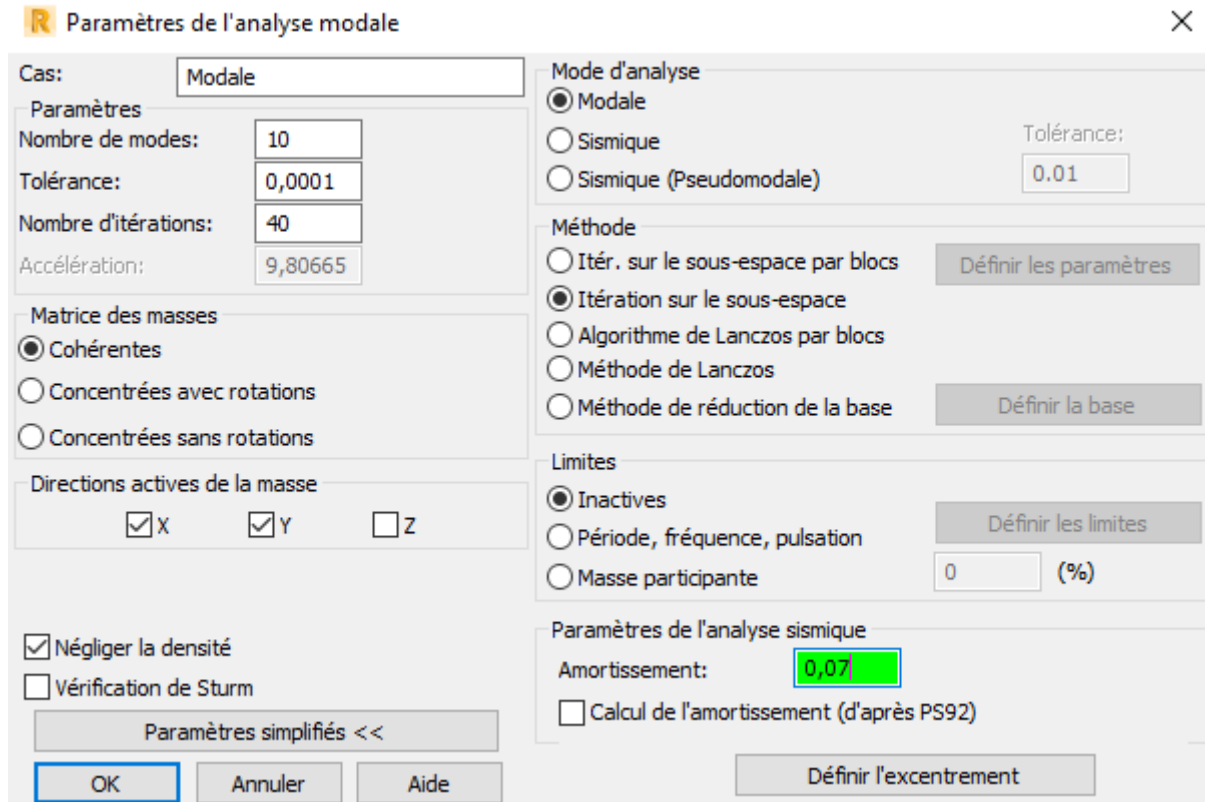 R Paramètres de l'analyse modale
Cas: Modale
Paramètres
Nombre de modes: 10
Tolérance: 0,0001
Nombre d'itérations: 40
Accélération: 9,80665
Matrice des masses
Cohérentes
Concentrées avec rotations
Concentrées sans rotations
Directions actives de la masse
X Y Z
Négliger la densité
Vérification de Sturm
Paramètres simplifiés <<
OK Annuler Aide
Mode d'analyse
Modale
Sismique
Sismique (Pseudomodale)
Tolérance:
0.01
Méthode
Itér. sur le sous-espace par blocs Définir les paramètres
Itération sur le sous-espace
Algorithme de Lanczos par blocs
Méthode de Lanczos
Méthode de réduction de la base Définir la base
Limites
Inactives
Période, fréquence, pulsation Définir les limites
Masse participante 0 (%)
Paramètres de l'analyse sismique
Amortissement: 0,07
Calcul de l'amortissement (d'après PS92)
Définir l'excentrement